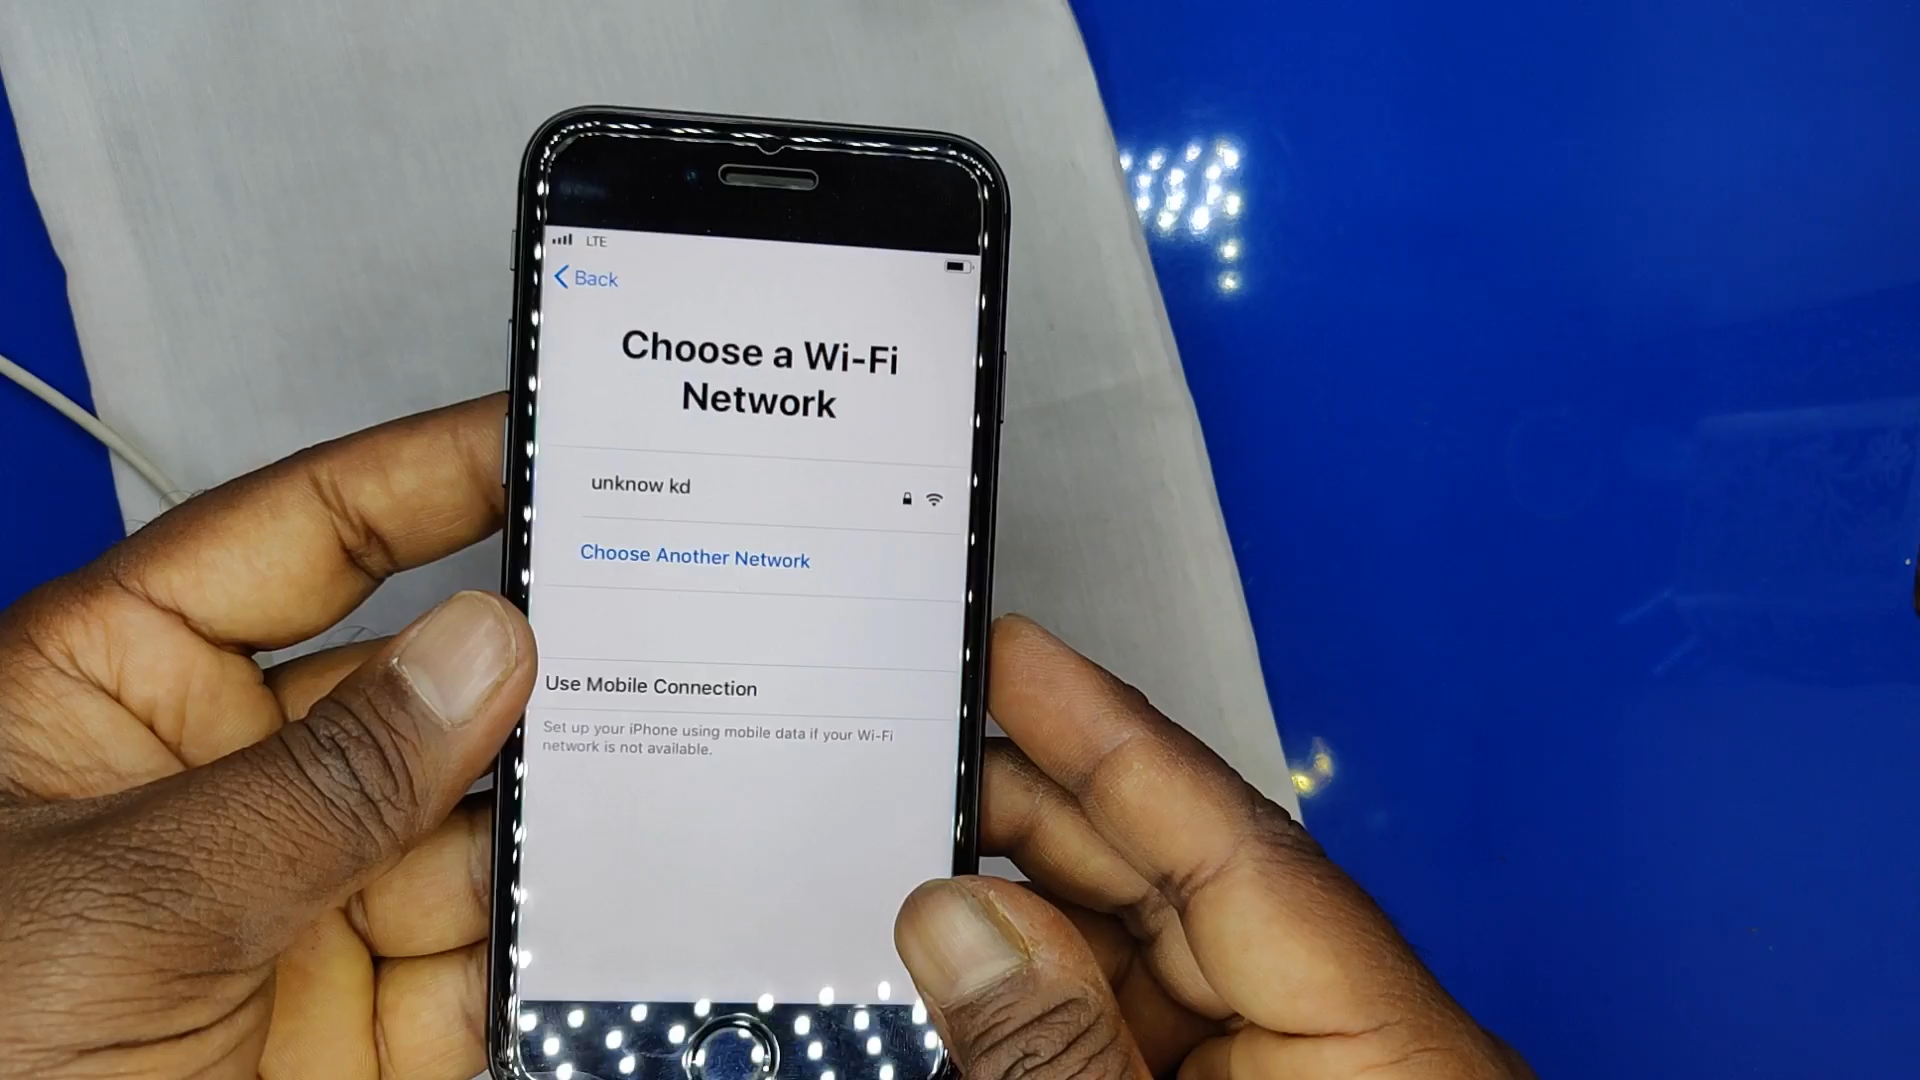 LTE
Back
Choose a Wi-Fi
Network
unknow kd
Choose Another Network
Use Mobile Connection
Set up your iPhone using mobile data if your Wi-Fi
network is not available.